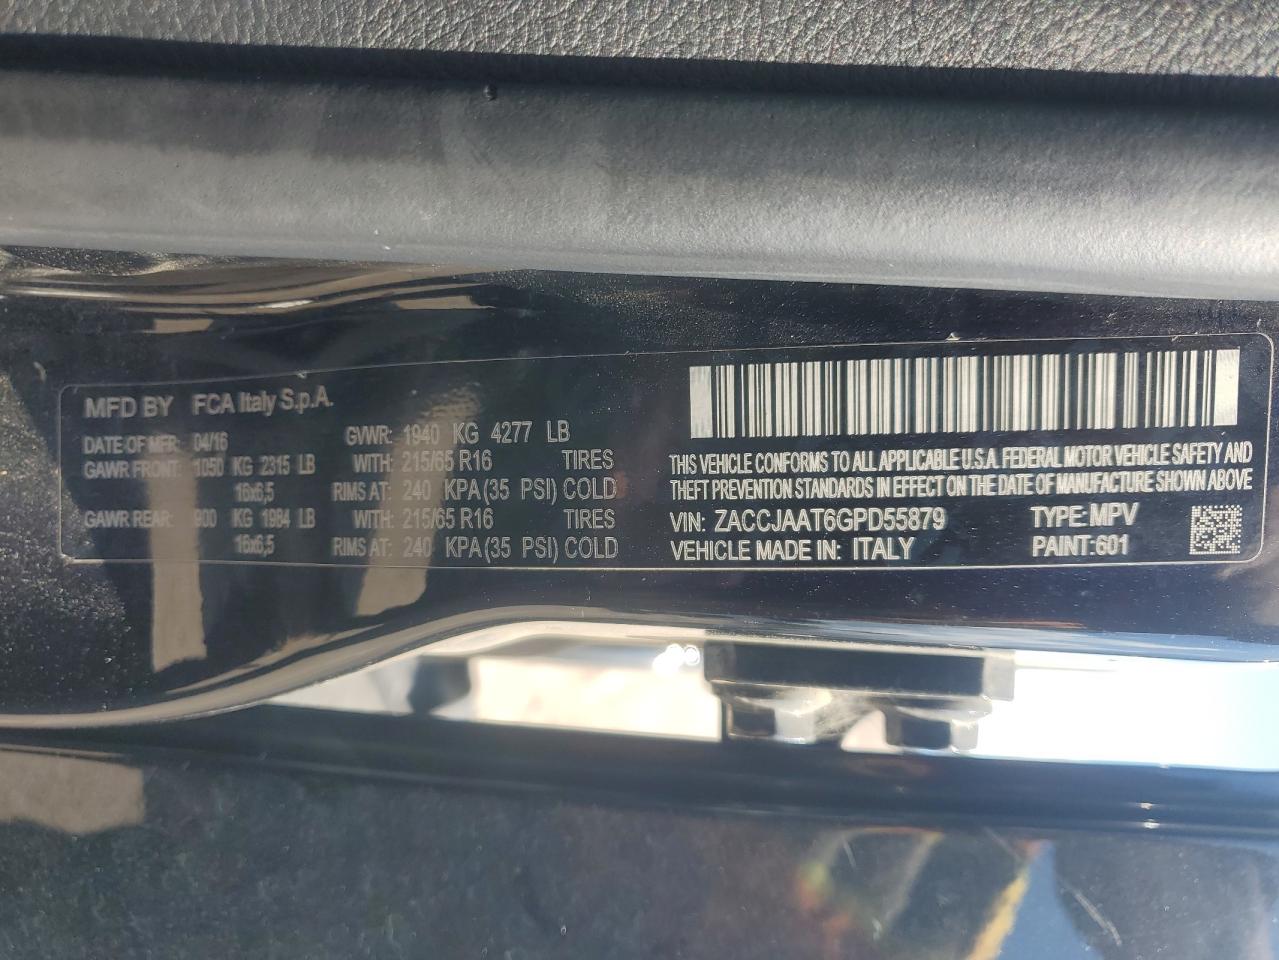 MFD BY FCA Italy S.p.A.
DATE OF MFR: 04/16 GVWR: 1940 KG 4277 LB
GAWR FRONT: 1050 KG 2315 LB WITH: 215/65 R16 TIRES
16x6,5 RIMS AT: 240 KPA(35 PSI) COLD
GAWR REAR: 900 KG 1984 LB WITH: 215/65 R16 TIRES
16x6,5 RIMS AT: 240 KPA(35 PSI) COLD
THIS VEHICLE CONFORMS TO ALL APPLICABLE U.S.A. FEDERAL MOTOR VEHICLE SAFETY AND
THEFT PREVENTION STANDARDS IN EFFECT ON THE DATE OF MANUFACTURE SHOWN ABOVE
VIN: ZACCJAAT6GPD55879 TYPE: MPV
VEHICLE MADE IN: ITALY PAINT: 601